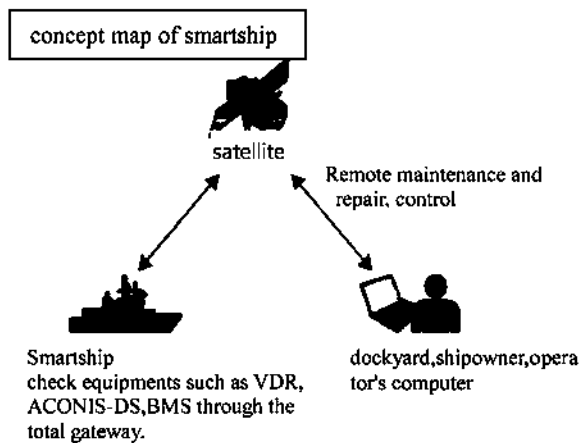 concept map of smartship
satellite
Remote maintenance and
repair, control
Smartship
check equipments such as VDR,
ACONIS-DS,BMS through the
total gateway.
dockyard,shipowner,opera
tor's computer